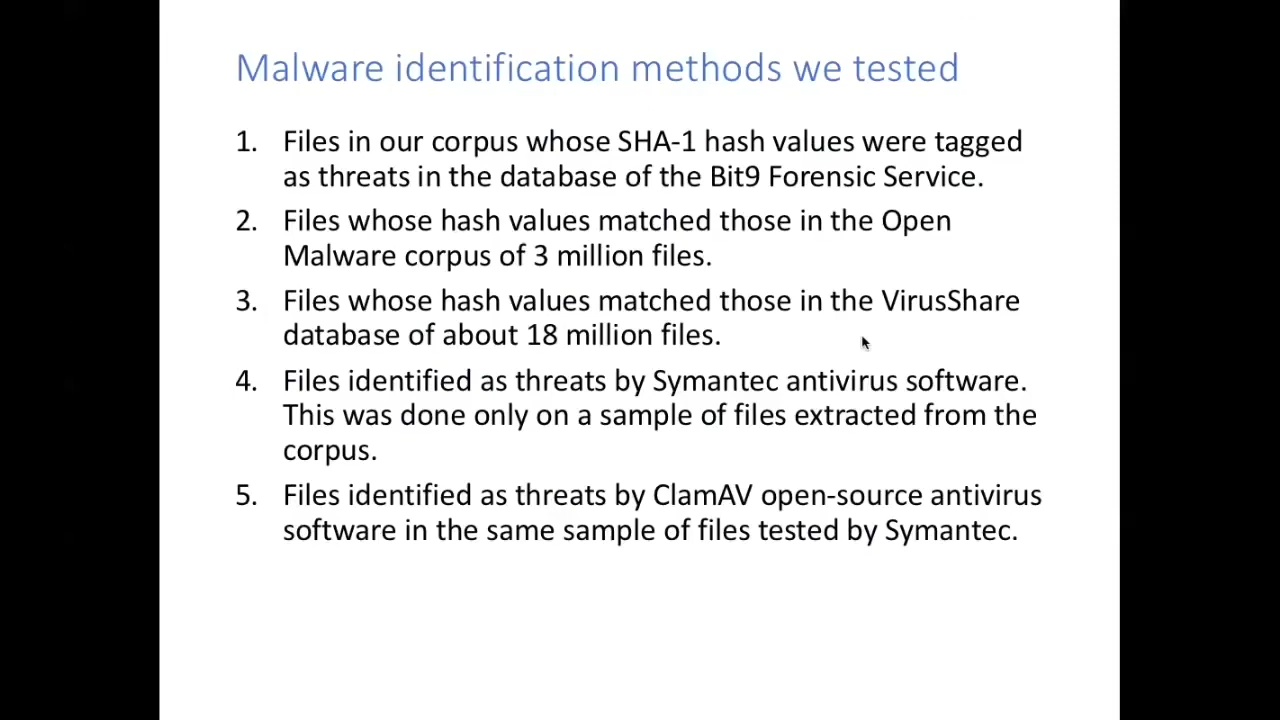 Malware identification methods we tested
1. Files in our corpus whose SHA-1 hash values were tagged
as threats in the database of the Bit9 Forensic Service.
2. Files whose hash values matched those in the Open
Malware corpus of 3 million files.
3. Files whose hash values matched those in the VirusShare
database of about 18 million files.
4. Files identified as threats by Symantec antivirus software.
This was done only on a sample of files extracted from the
corpus.
5. Files identified as threats by ClamAV open-source antivirus
software in the same sample of files tested by Symantec.